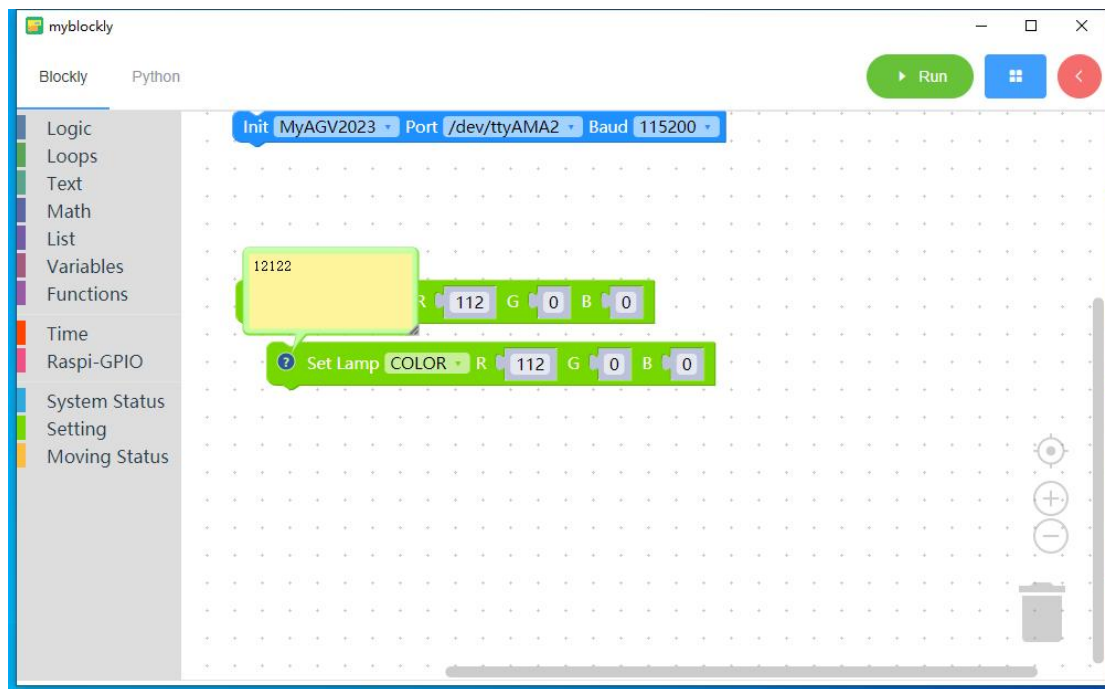 myblockly
Blockly Python
Run
Logic
Loops
Text
Math
List
Variables
Functions
Time
Raspi-GPIO
System Status
Setting
Moving Status
Init MyAGV2023 Port /dev/ttyAMA2 Baud 115200
12122
R 112 G 0 B 0
? Set Lamp COLOR R 112 G 0 B 0